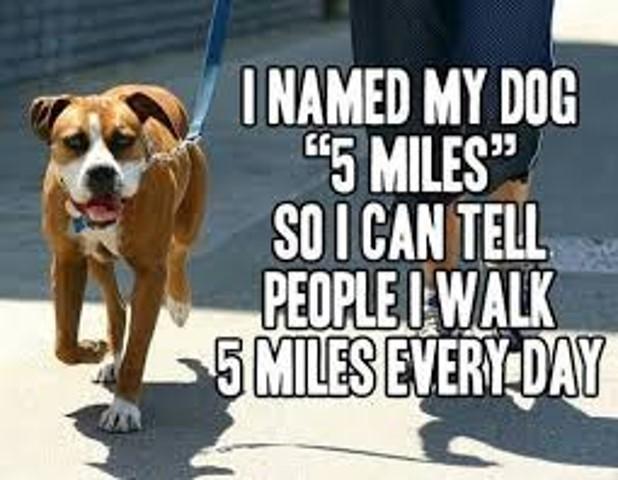 I NAMED MY DOG
“5 MILES”
SO I CAN TELL
PEOPLE I WALK
5 MILES EVERY DAY